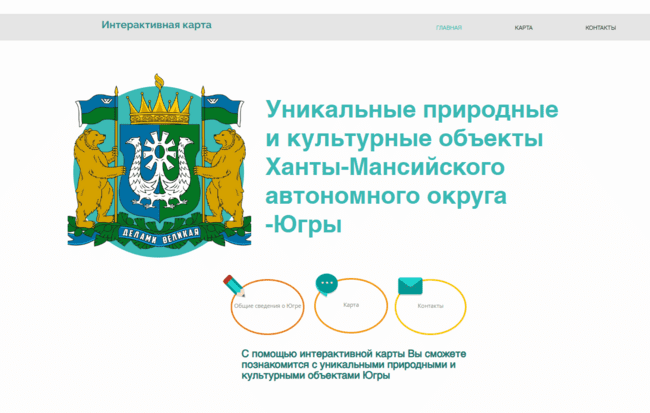 Интерактивная карта
ГЛАВНАЯ КАРТА КОНТАКТЫ
Уникальные природные
и культурные объекты
Ханты-Мансийского
автономного округа
-Югры
ДЕЛАМИ ВЕЛИКАЯ
Общие сведения о Югре
Карта
Контакты
С помощью интерактивной карты Вы сможете
познакомится с уникальными природными и
культурными объектами Югры